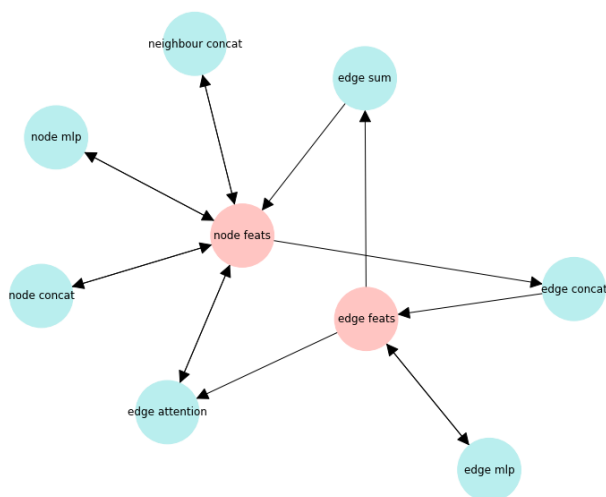 neighbour concat
edge sum
node mlp
node feats
node concat
edge concat
edge feats
edge attention
edge mlp